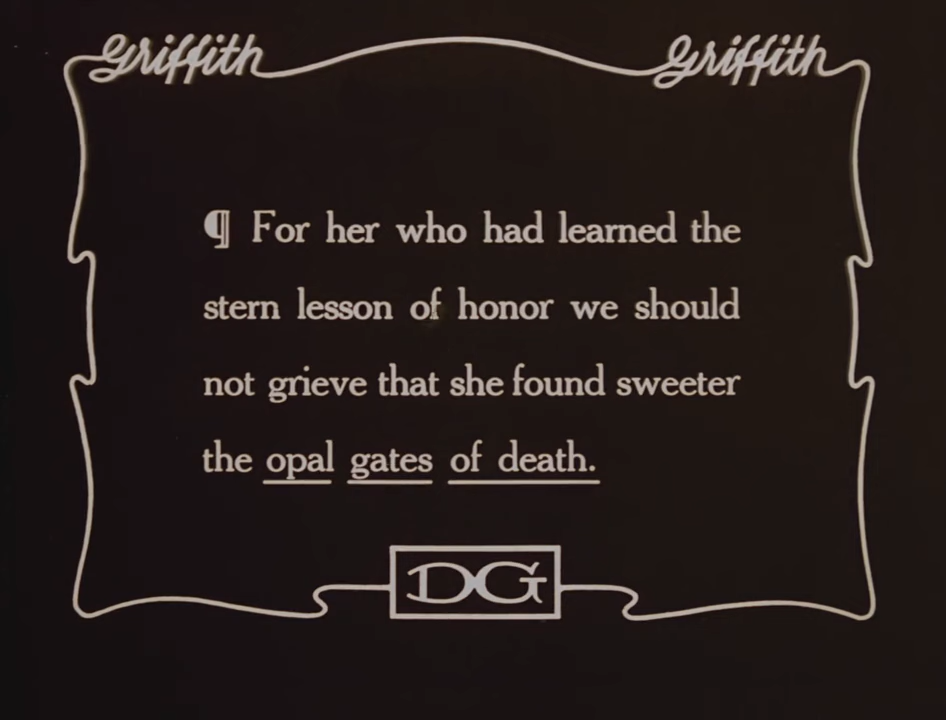 Griffith Griffith
¶ For her who had learned the
stern lesson of honor we should
not grieve that she found sweeter
the opal gates of death.
DG